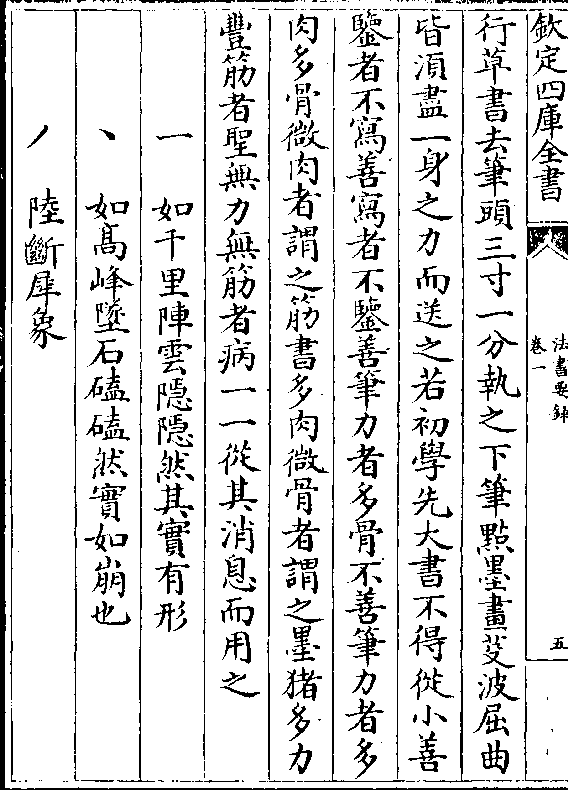 欽定四庫全書
法書要錄
卷一
五
行草書去筆頭三寸一分執之下筆點墨畫芟波屈曲
皆湏盡一身之力而送之若初學先大書不得從小善
鑒者不寫善寫者不鑒善筆力者多骨不善筆力者多
肉多骨微肉者謂之筋書多肉微骨者謂之墨猪多力
豐筋者聖無力無筋者病一一從其消息而用之
一 如千里陣雲隱隱然其實有形
丶 如髙峰墜石磕磕然實如崩也
丿 陸斷犀象